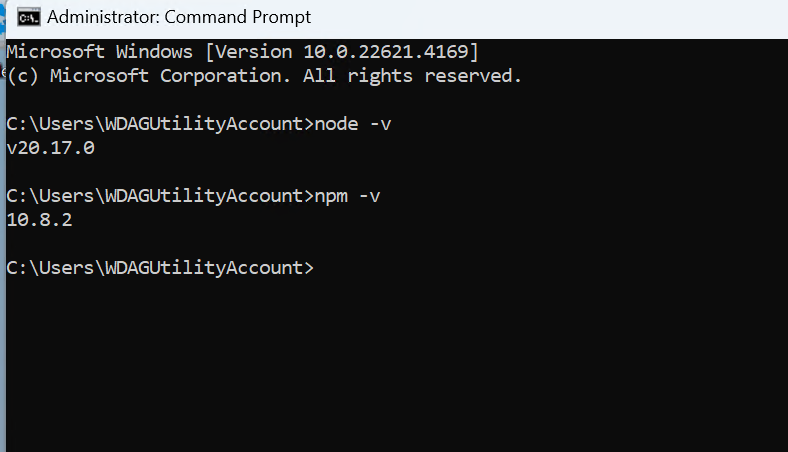 Administrator: Command Prompt
Microsoft Windows [Version 10.0.22621.4169]
(c) Microsoft Corporation. All rights reserved.
C:\Users\WDAGUtilityAccount>node -v
v20.17.0
C:\Users\WDAGUtilityAccount>npm -v
10.8.2
C:\Users\WDAGUtilityAccount>